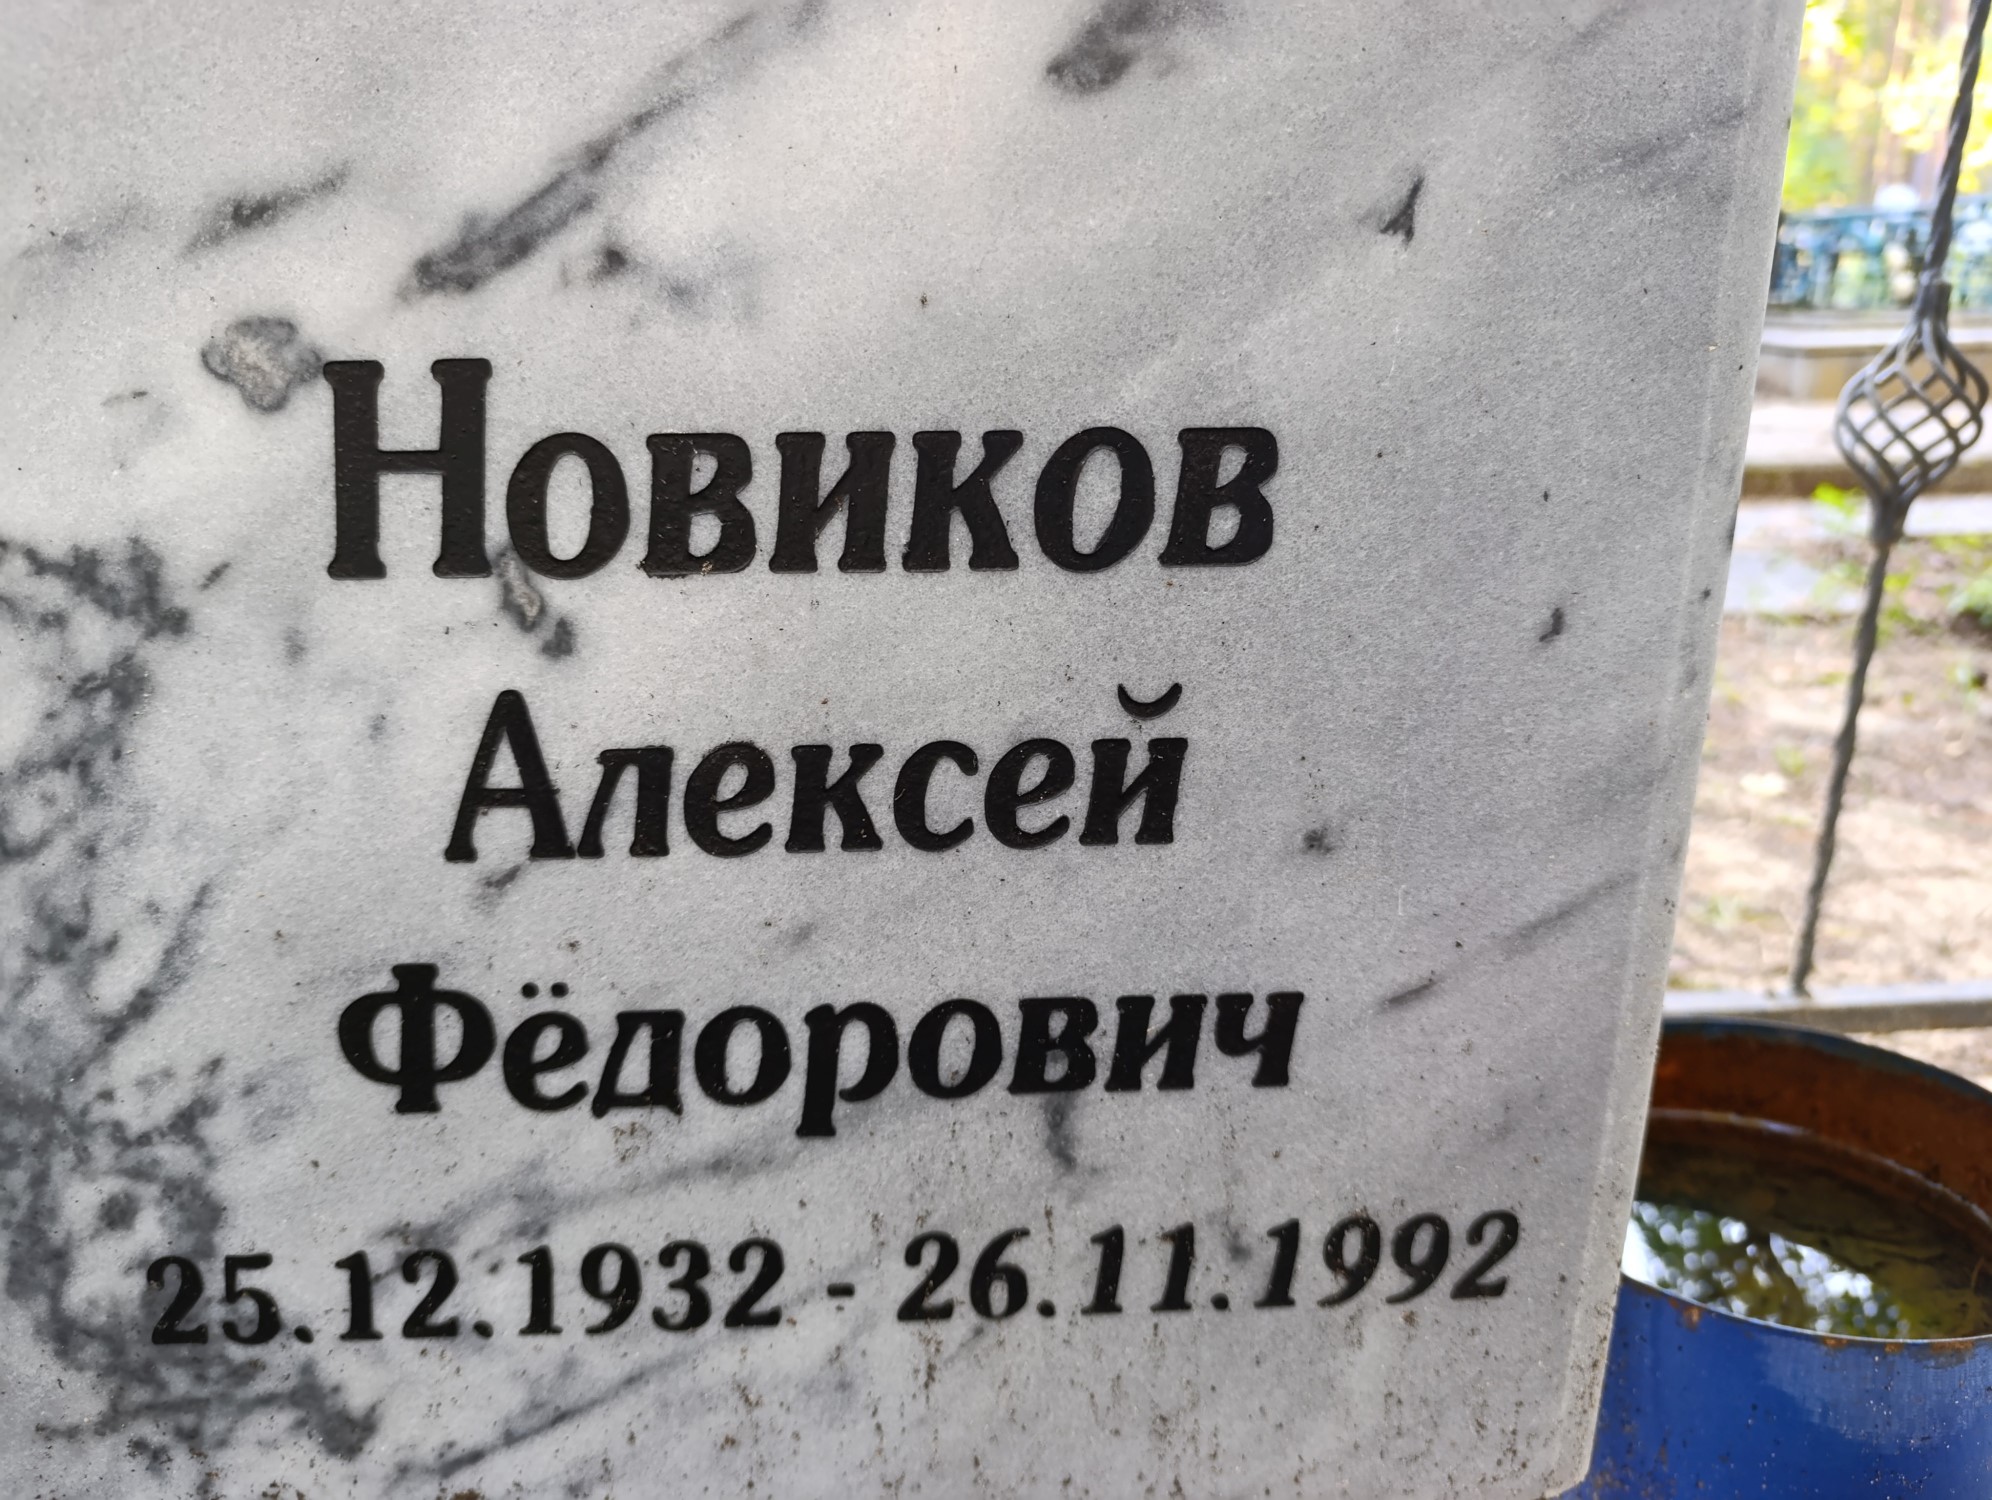 Новиков
Алексей
Фёдорович
25.12.1932 - 26.11.1992